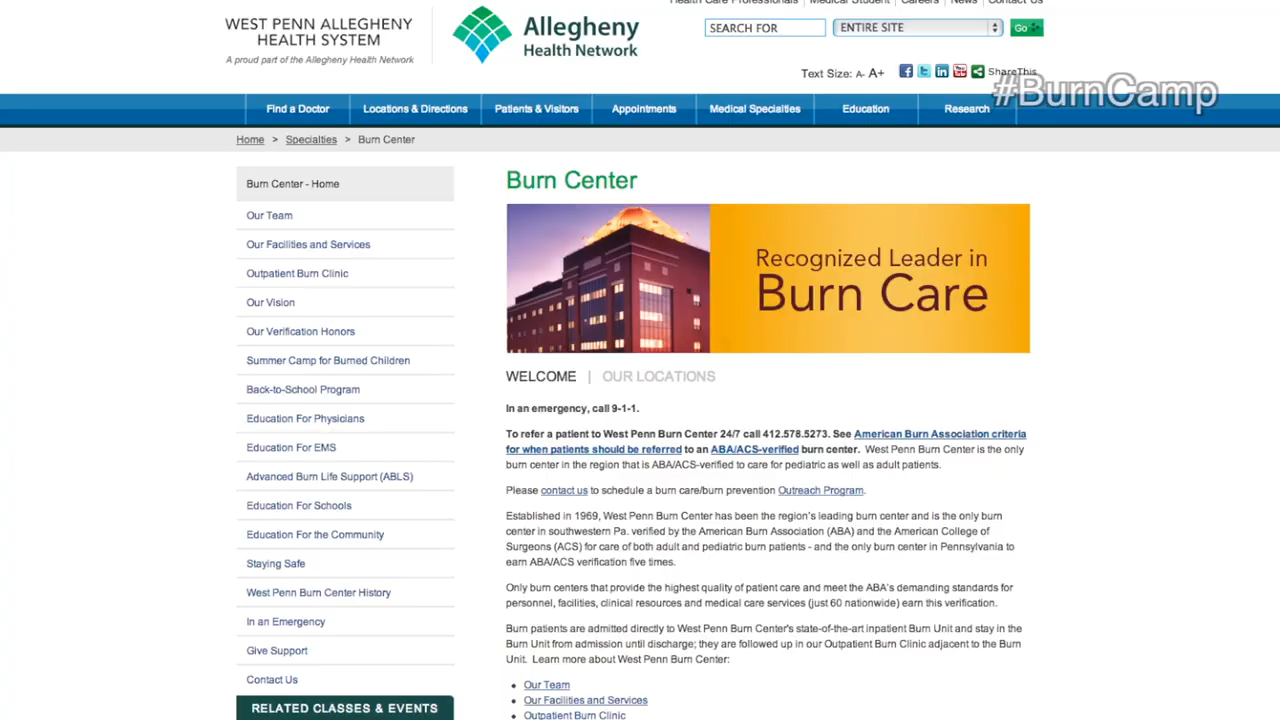 Health Care Professionals Medical Student Careers News Contact Us
WEST PENN ALLEGHENY
HEALTH SYSTEM
A proud part of the Allegheny Health Network
Allegheny
Health Network
SEARCH FOR
ENTIRE SITE
Go
Text Size: A- A+
ShareThis
#BurnCamp
Find a Doctor
Locations & Directions
Patients & Visitors
Appointments
Medical Specialties
Education
Research
Home > Specialties > Burn Center
Burn Center - Home
Our Team
Our Facilities and Services
Outpatient Burn Clinic
Our Vision
Our Verification Honors
Summer Camp for Burned Children
Back-to-School Program
Education For Physicians
Education For EMS
Advanced Burn Life Support (ABLS)
Education For Schools
Education For the Community
Staying Safe
West Penn Burn Center History
In an Emergency
Give Support
Contact Us
RELATED CLASSES & EVENTS
Burn Center
Recognized Leader in
Burn Care
WELCOME | OUR LOCATIONS
In an emergency, call 9-1-1.
To refer a patient to West Penn Burn Center 24/7 call 412.578.5273. See American Burn Association criteria
for when patients should be referred to an ABA/ACS-verified burn center. West Penn Burn Center is the only
burn center in the region that is ABA/ACS-verified to care for pediatric as well as adult patients.
Please contact us to schedule a burn care/burn prevention Outreach Program.
Established in 1969, West Penn Burn Center has been the region's leading burn center and is the only burn
center in southwestern Pa. verified by the American Burn Association (ABA) and the American College of
Surgeons (ACS) for care of both adult and pediatric burn patients - and the only burn center in Pennsylvania to
earn ABA/ACS verification five times.
Only burn centers that provide the highest quality of patient care and meet the ABA's demanding standards for
personnel, facilities, clinical resources and medical care services (just 60 nationwide) earn this verification.
Burn patients are admitted directly to West Penn Burn Center's state-of-the-art inpatient Burn Unit and stay in the
Burn Unit from admission until discharge; they are followed up in our Outpatient Burn Clinic adjacent to the Burn
Unit. Learn more about West Penn Burn Center:
• Our Team
• Our Facilities and Services
• Outpatient Burn Clinic